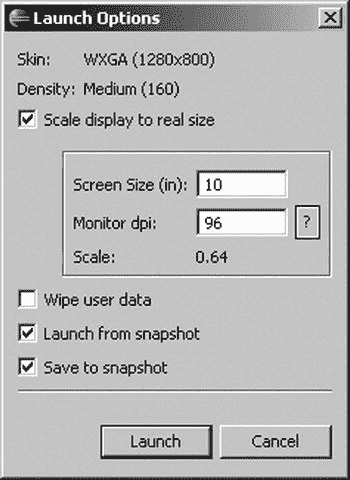 Launch Options
Skin: WXGA (1280x800)
Density: Medium (160)
Scale display to real size
Screen Size (in): 10
Monitor dpi: 96 ?
Scale: 0.64
Wipe user data
Launch from snapshot
Save to snapshot
Launch Cancel